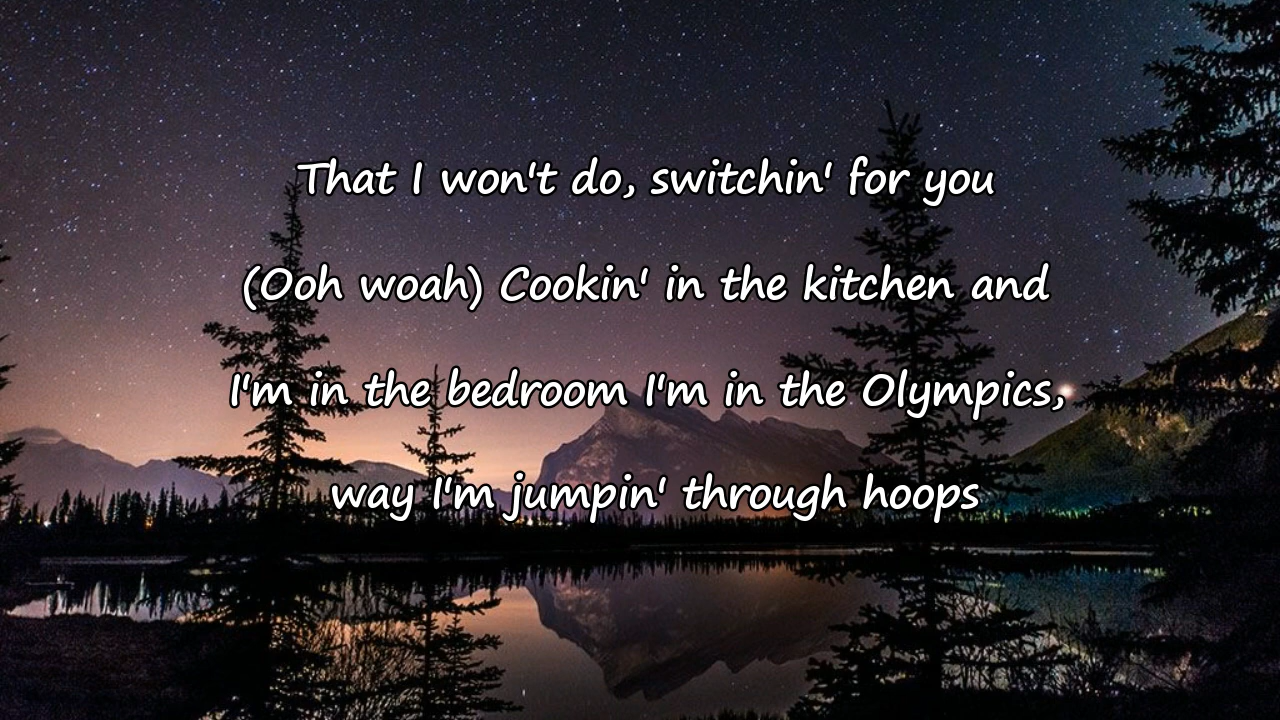 That I won't do, switchin' for you
(Ooh woah) Cookin' in the kitchen and
I'm in the bedroom I'm in the Olympics,
way I'm jumpin' through hoops